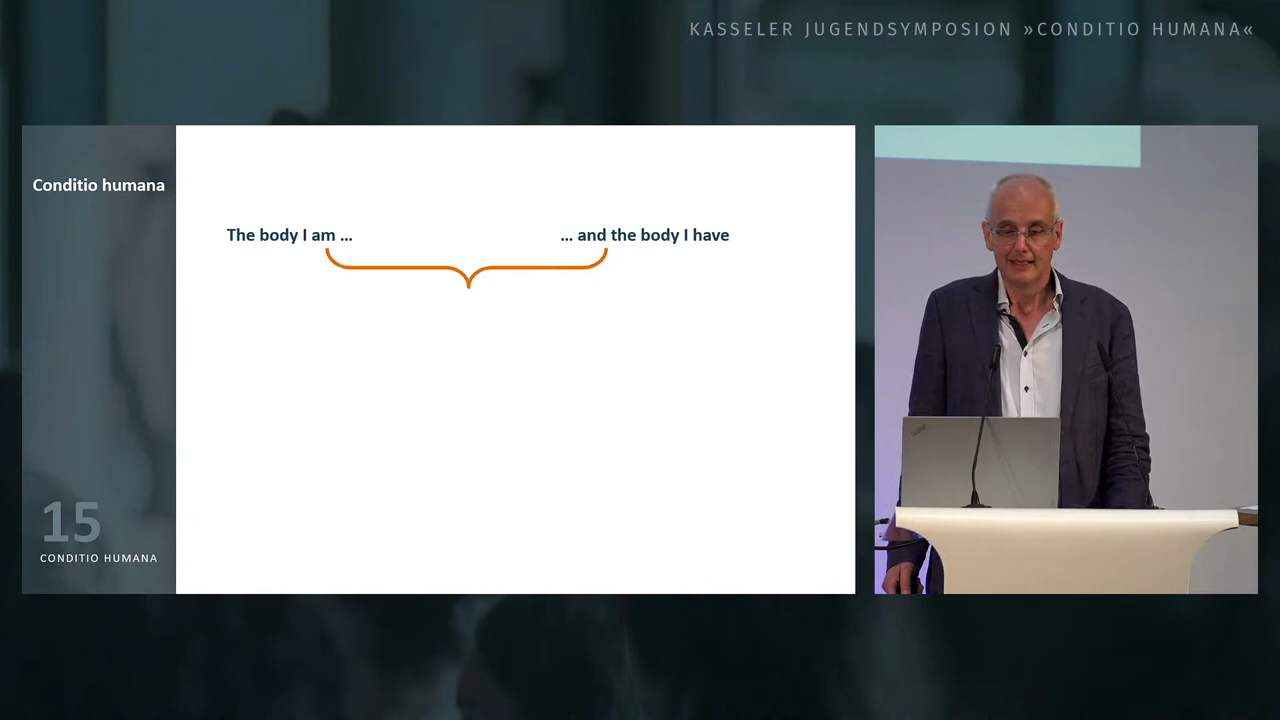 KASSELER JUGENDSYMPOSION »CONDITIO HUMANA«
Conditio humana
The body I am ...
... and the body I have
15
CONDITIO HUMANA